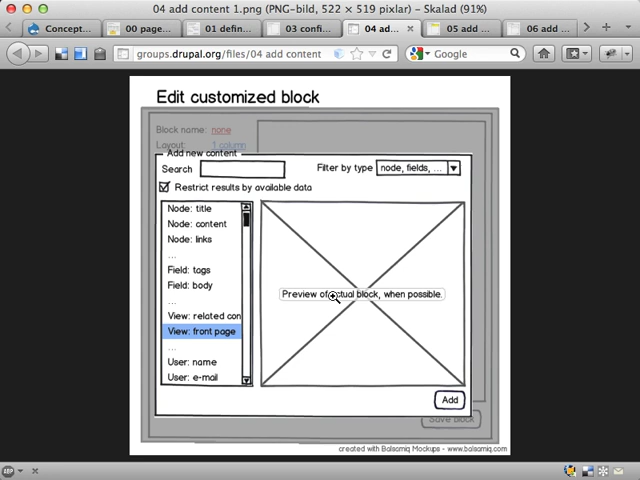 04 add content 1.png (PNG-bild, 522 × 519 pixlar) - Skalad (91%)
Concept...
00 page...
01 defin...
03 confi...
04 ad...
05 add ...
06 add ...
groups.drupal.org/files/04 add content
Google
Edit customized block
Block name: none
Layout: 1 column
Add new content
Search
Filter by type
node, fields, ...
Restrict results by available data
Node: title
Node: content
Node: links
...
Field: tags
Field: body
...
View: related con
View: front page
...
User: name
User: e-mail
Preview of actual block, when possible.
Add
Save block
created with Balsamiq Mockups - www.balsamiq.com
ABP